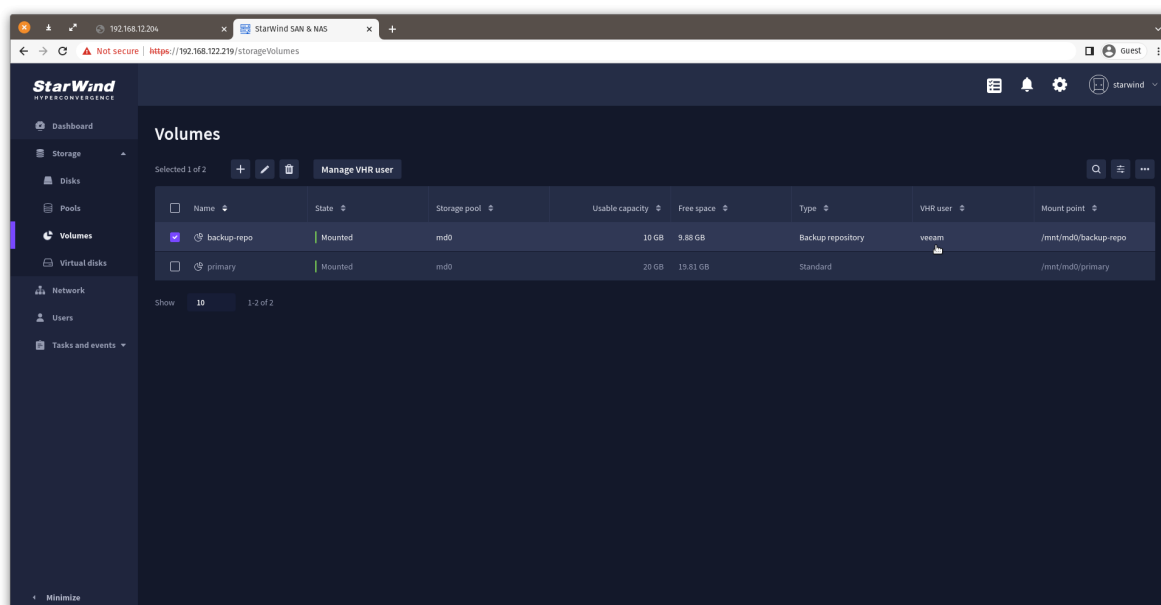 192.168.12.204
StarWind SAN & NAS
Not secure
https://192.168.122.219/storageVolumes
Guest
StarWind
HYPERCONVERGENCE
starwind
Dashboard
Storage
Disks
Pools
Volumes
Virtual disks
Network
Users
Tasks and events
Minimize
Volumes
Selected 1 of 2
Manage VHR user
Name State Storage pool Usable capacity Free space Type VHR user Mount point
backup-repo Mounted md0 10 GB 9.88 GB Backup repository veeam /mnt/md0/backup-repo
primary Mounted md0 20 GB 19.81 GB Standard /mnt/md0/primary
Show 10 1-2 of 2